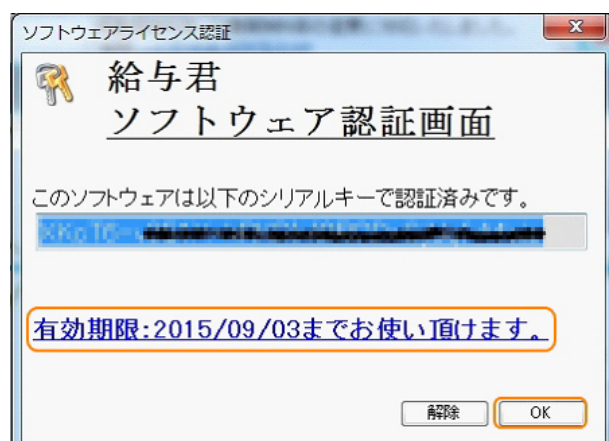 ソフトウェアライセンス認証
給与君
ソフトウェア認証画面
このソフトウェアは以下のシリアルキーで認証済みです。
有効期限:2015/09/03までお使い頂けます。
解除
OK